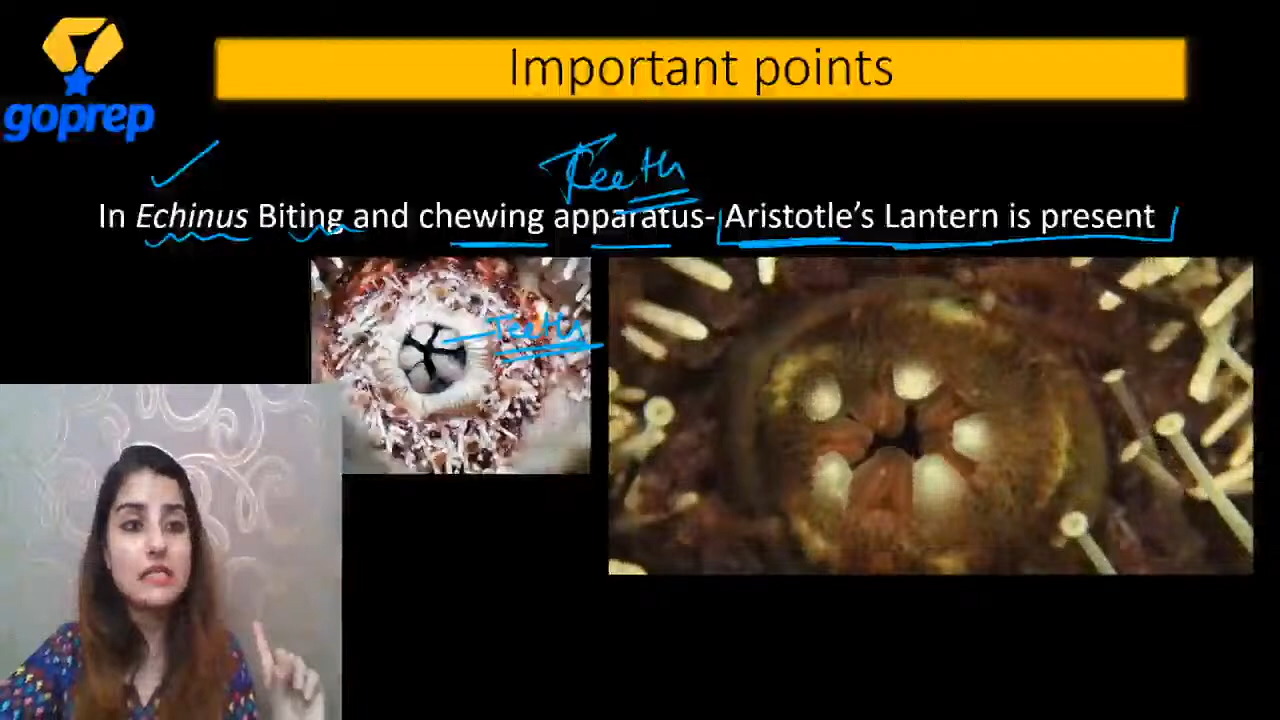 goprep
Important points
Teeth
In Echinus Biting and chewing apparatus- Aristotle's Lantern is present
Teeth